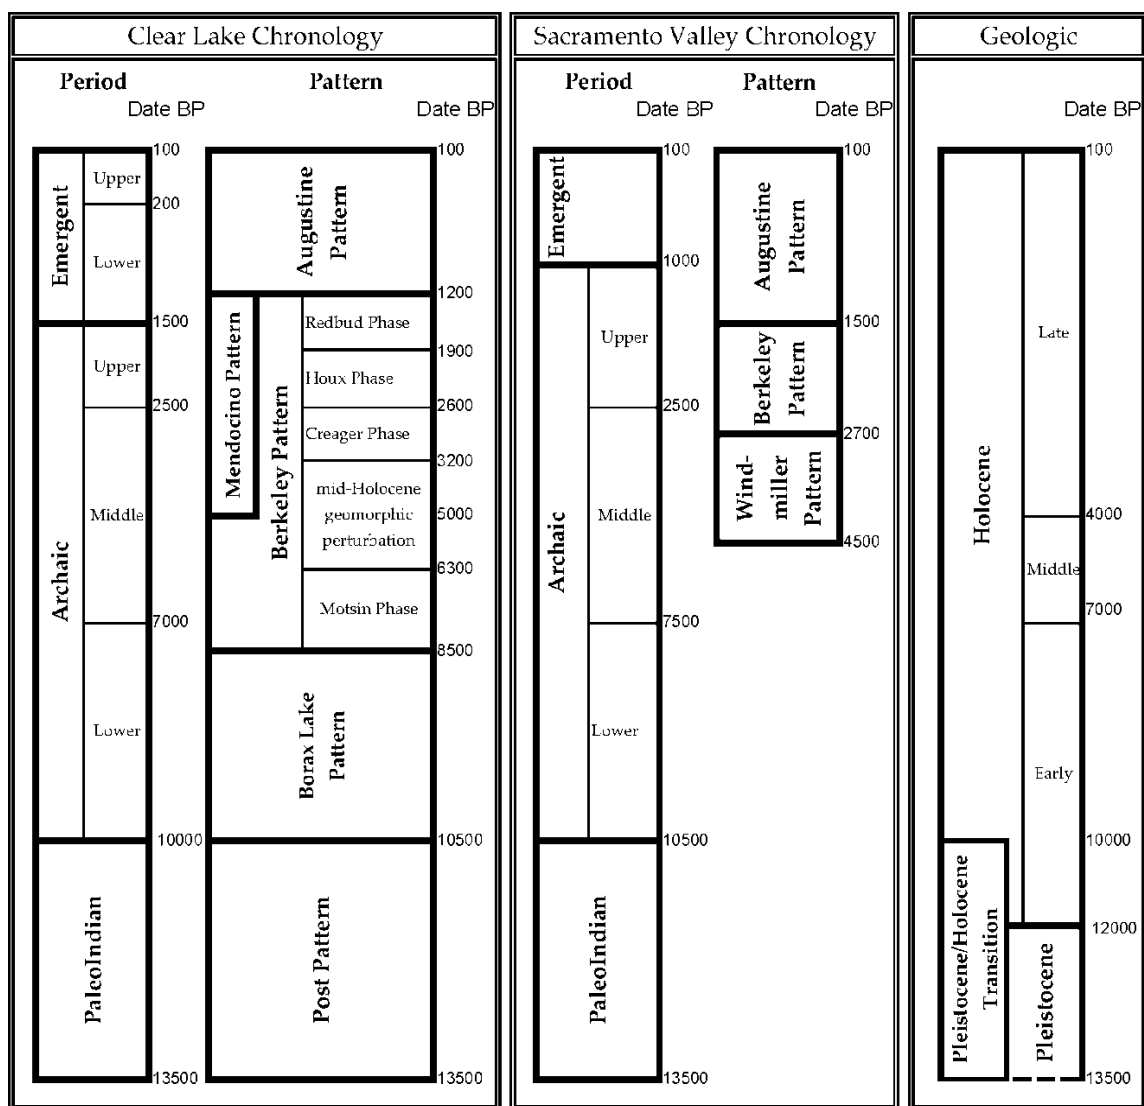 Clear Lake Chronology
Period
Pattern
Date BP
Date BP
100
100
Upper
200
Lower
Emergent
1500
Upper
2500
Middle
7000
Lower
Archaic
10000
PaleoIndian
13500
Augustine
Pattern
1200
Mendocino Pattern
5000
Berkeley Pattern
Redbud Phase
1900
Houx Phase
2600
Creager Phase
3200
mid-Holocene
geomorphic
perturbation
6300
Motsin Phase
8500
Borax Lake
Pattern
10500
Post Pattern
13500
Sacramento Valley Chronology
Period
Pattern
Date BP
Date BP
100
100
Emergent
1000
Upper
2500
Middle
7500
Lower
Archaic
10500
PaleoIndian
13500
Augustine
Pattern
1500
Berkeley
Pattern
2700
Wind-
miller
Pattern
4500
Geologic
Date BP
100
Holocene
Late
4000
Middle
7000
Early
10000
12000
Pleistocene/Holocene
Transition
Pleistocene
13500